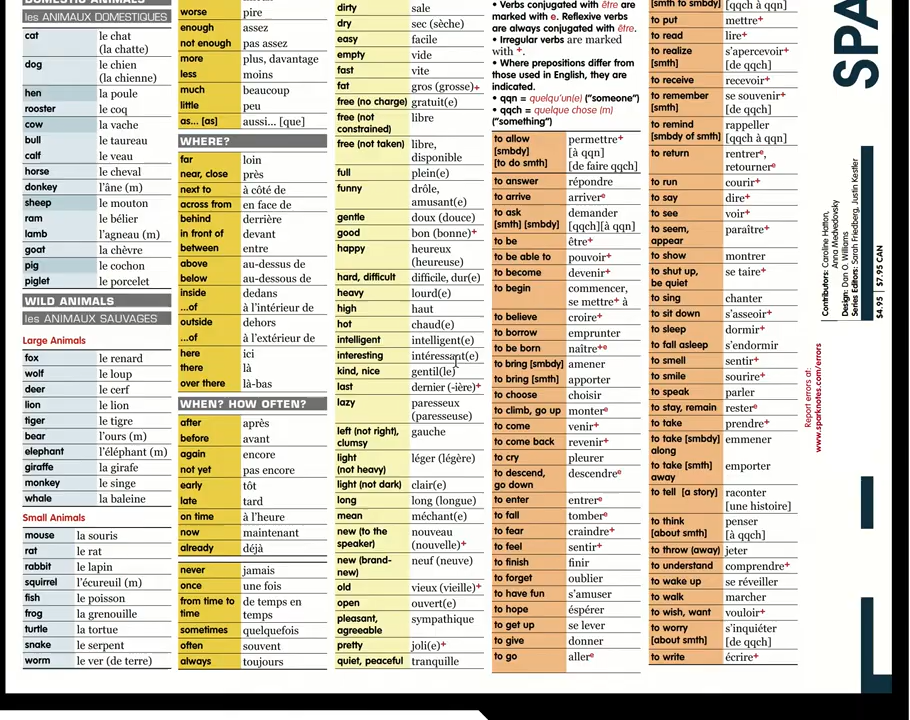 DOMESTIC ANIMALS
les ANIMAUX DOMESTIQUES
cat le chat
(la chatte)
dog le chien
(la chienne)
hen la poule
rooster le coq
cow la vache
bull le taureau
calf le veau
horse le cheval
donkey l'âne (m)
sheep le mouton
ram le bélier
lamb l'agneau (m)
goat la chèvre
pig le cochon
piglet le porcelet
WILD ANIMALS
les ANIMAUX SAUVAGES
Large Animals
fox le renard
wolf le loup
deer le cerf
lion le lion
tiger le tigre
bear l'ours (m)
elephant l'éléphant (m)
giraffe la girafe
monkey le singe
whale la baleine
Small Animals
mouse la souris
rat le rat
rabbit le lapin
squirrel l'écureuil (m)
fish le poisson
frog la grenouille
turtle la tortue
snake le serpent
worm le ver (de terre)
worse pire
enough assez
not enough pas assez
more plus, davantage
less moins
much beaucoup
little peu
as... [as] aussi... [que]
WHERE?
far loin
near, close près
next to à côté de
across from en face de
behind derrière
in front of devant
between entre
above au-dessus de
below au-dessous de
inside dedans
...of à l'intérieur de
outside dehors
...of à l'extérieur de
here ici
there là
over there là-bas
WHEN? HOW OFTEN?
after après
before avant
again encore
not yet pas encore
early tôt
late tard
on time à l'heure
now maintenant
already déjà
never jamais
once une fois
from time to de temps en
time temps
sometimes quelquefois
often souvent
always toujours
dirty sale
dry sec (sèche)
easy facile
empty vide
fast vite
fat gros (grosse)+
free (no charge) gratuit(e)
free (not libre
constrained)
free (not taken) libre,
disponible
full plein(e)
funny drôle,
amusant(e)
gentle doux (douce)
good bon (bonne)+
happy heureux
(heureuse)
hard, difficult difficile, dur(e)
heavy lourd(e)
high haut
hot chaud(e)
intelligent intelligent(e)
interesting intéressant(e)
kind, nice gentil(le)
last dernier (-ière)+
lazy paresseux
(paresseuse)
left (not right), gauche
clumsy
light léger (légère)
(not heavy)
light (not dark) clair(e)
long long (longue)
mean méchant(e)
new (to the nouveau
speaker) (nouvelle)+
new (brand- neuf (neuve)
new)
old vieux (vieille)+
open ouvert(e)
pleasant, sympathique
agreeable
pretty joli(e)+
quiet, peaceful tranquille
• Verbs conjugated with être are
marked with e. Reflexive verbs
are always conjugated with être.
• Irregular verbs are marked
with +.
• Where prepositions differ from
those used in English, they are
indicated.
• qqn = quelqu'un(e) ("someone")
• qqch = quelque chose (m)
("something")
to allow permettre+
[smbdy] [à qqn]
[to do smth] [de faire qqch]
to answer répondre
to arrive arriverᵉ
to ask demander
[smth] [smbdy] [qqch][à qqn]
to be être+
to be able to pouvoir+
to become devenir+
to begin commencer,
se mettre+ à
to believe croire+
to borrow emprunter
to be born naître+ᵉ
to bring [smbdy] amener
to bring [smth] apporter
to choose choisir
to climb, go up monterᵉ
to come venir+
to come back revenir+
to cry pleurer
to descend, descendreᵉ
go down
to enter entrerᵉ
to fall tomberᵉ
to fear craindre+
to feel sentir+
to finish finir
to forget oublier
to have fun s'amuser
to hope éspérer
to get up se lever
to give donner
to go allerᵉ
[smth to smbdy] [qqch à qqn]
to put mettre+
to read lire+
to realize s'apercevoir+
[smth] [de qqch]
to receive recevoir+
to remember se souvenir+
[smth] [de qqch]
to remind rappeller
[smbdy of smth] [qqch à qqn]
to return rentrerᵉ,
retournerᵉ
to run courir+
to say dire+
to see voir+
to seem, paraître+
appear
to show montrer
to shut up, se taire+
be quiet
to sing chanter
to sit down s'asseoir+
to sleep dormir+
to fall asleep s'endormir
to smell sentir+
to smile sourire+
to speak parler
to stay, remain resterᵉ
to take prendre+
to take [smbdy] emmener
along
to take [smth] emporter
away
to tell [a story] raconter
[une histoire]
to think penser
[about smth] [à qqch]
to throw (away) jeter
to understand comprendre+
to wake up se réveiller
to walk marcher
to wish, want vouloir+
to worry s'inquiéter
[about smth] [de qqch]
to write écrire+
SPA
Contributors: Caroline Hatton,
Anna Medvedovsky
Design: Dan O. Williams
Series Editors: Sarah Friedberg, Justin Kestler
$4.95 $7.95 CAN
Report errors at:
www.sparknotes.com/errors